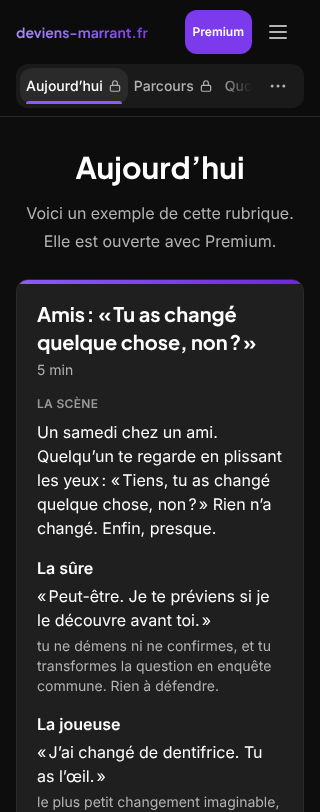 deviens-marrant.fr
Premium
Aujourd’hui
Parcours
Quo
Aujourd’hui
Voici un exemple de cette rubrique.
Elle est ouverte avec Premium.
Amis : « Tu as changé
quelque chose, non ? »
5 min
LA SCÈNE
Un samedi chez un ami.
Quelqu’un te regarde en plissant
les yeux : « Tiens, tu as changé
quelque chose, non ? » Rien n’a
changé. Enfin, presque.
La sûre
« Peut-être. Je te préviens si je
le découvre avant toi. »
tu ne démens ni ne confirmes, et tu
transformes la question en enquête
commune. Rien à défendre.
La joueuse
« J’ai changé de dentifrice. Tu
as l’œil. »
le plus petit changement imaginable,